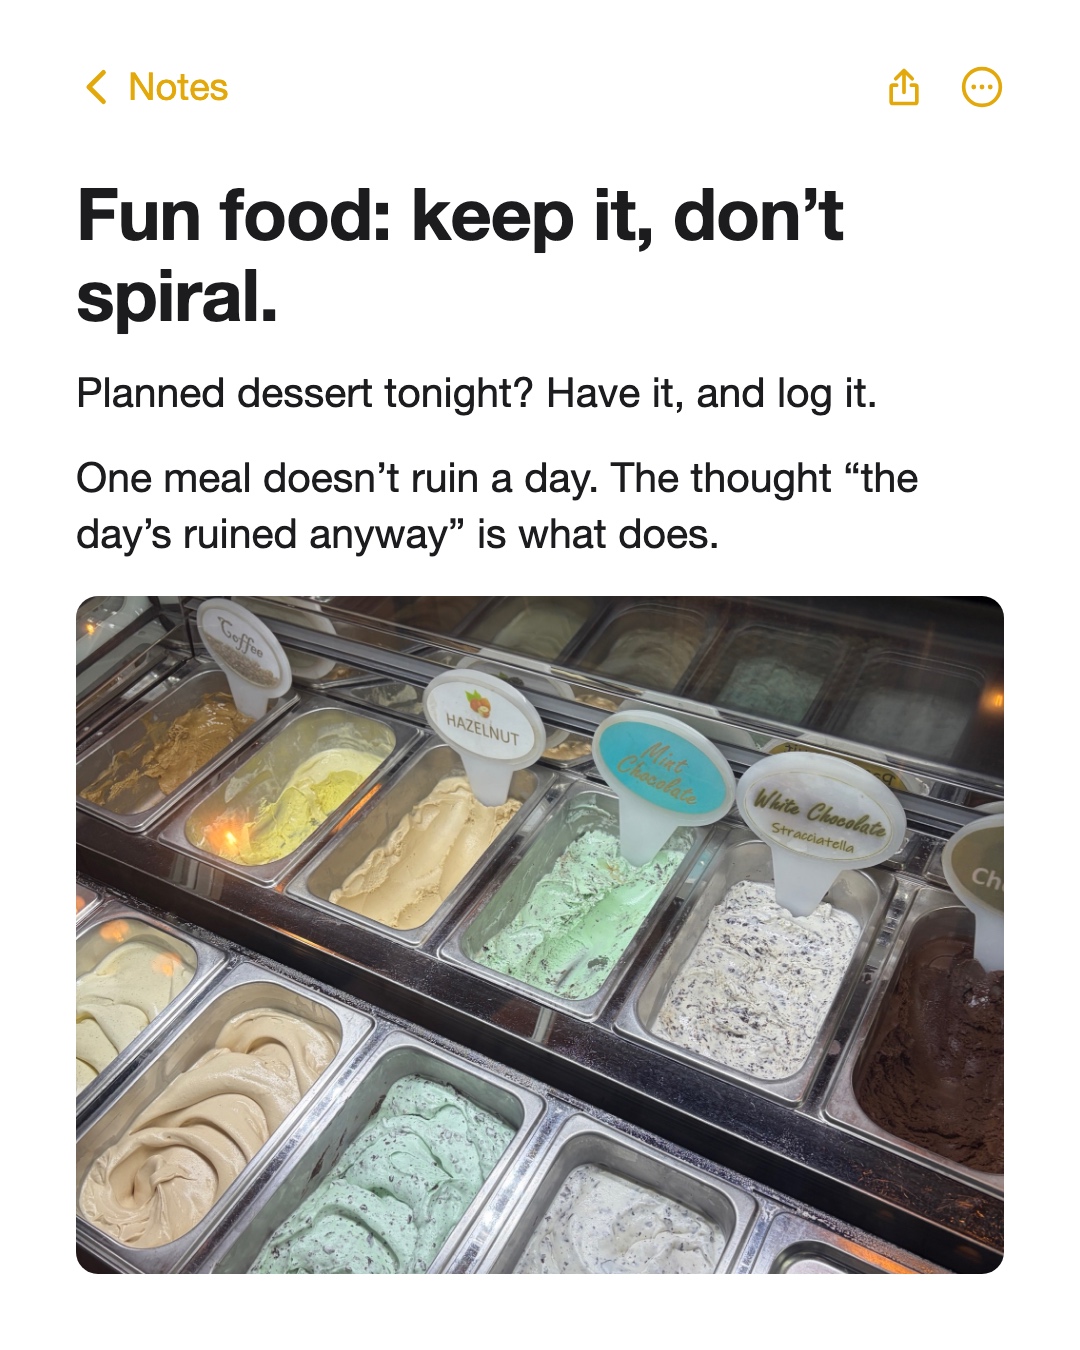 Notes
Fun food: keep it, don’t
spiral.
Planned dessert tonight? Have it, and log it.
One meal doesn’t ruin a day. The thought “the
day’s ruined anyway” is what does.
Coffee
HAZELNUT
Mint
Chocolate
White Chocolate
Stracciatella